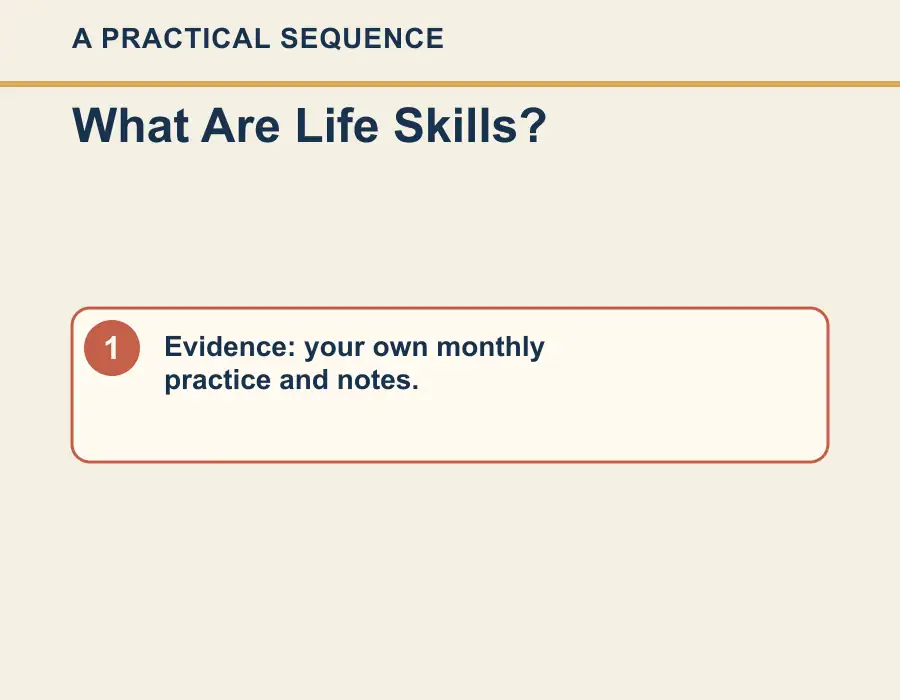 A PRACTICAL SEQUENCE
What Are Life Skills?
1
Evidence: your own monthly
practice and notes.